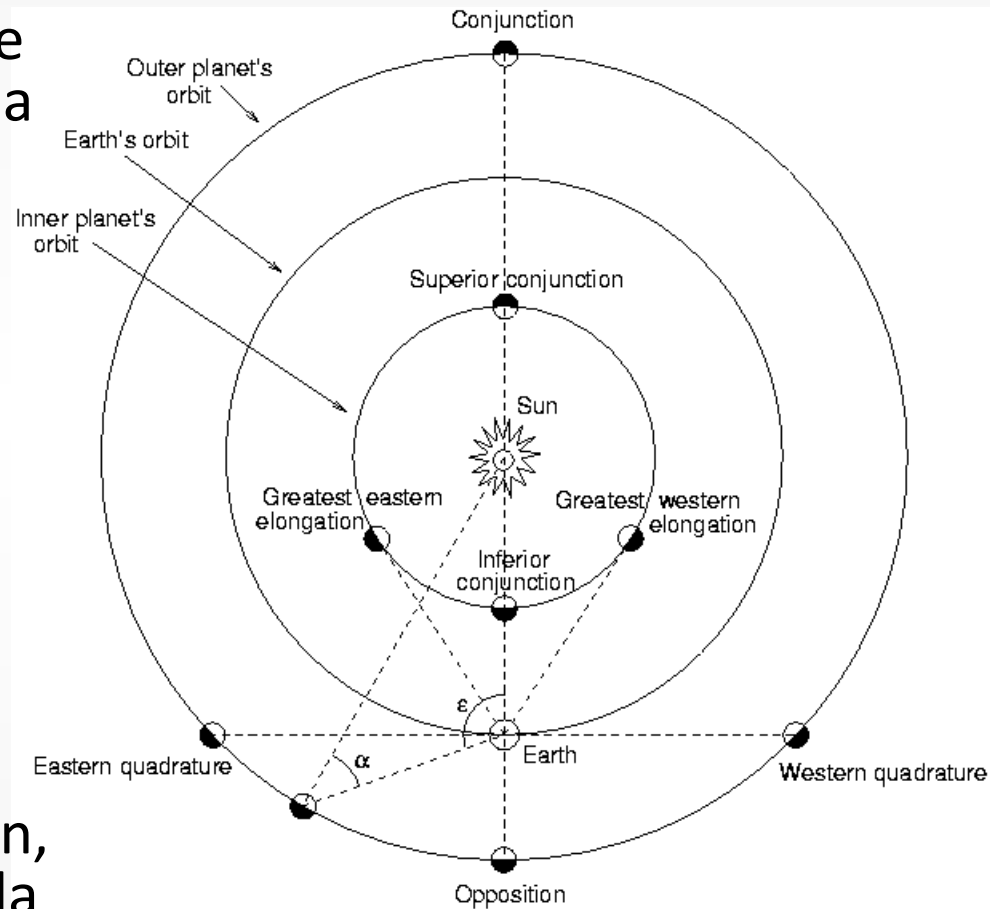 e
a
Conjunction
Outer planet's
orbit
Earth's orbit
Inner planet's
orbit
Superior conjunction
Sun
Greatest eastern
elongation
Greatest western
elongation
Inferior
conjunction
ε
Earth
Eastern quadrature
α
Western quadrature
n,
da
Opposition